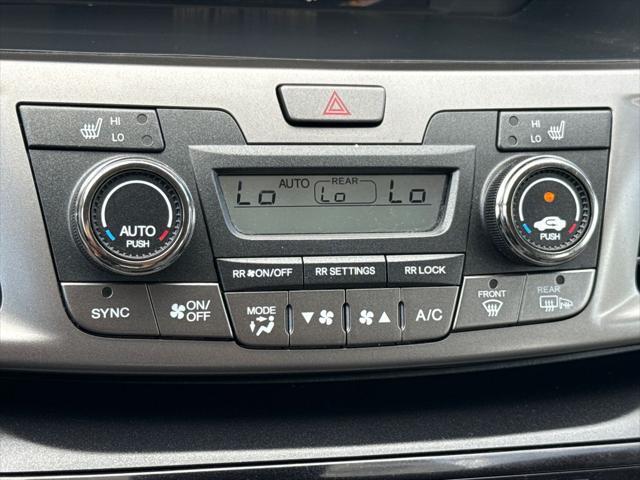 HI
LO
HI
LO
AUTO
REAR
Lo
Lo
Lo
AUTO
PUSH
PUSH
RR ON/OFF
RR SETTINGS
RR LOCK
SYNC
ON/
OFF
MODE
A/C
FRONT
REAR